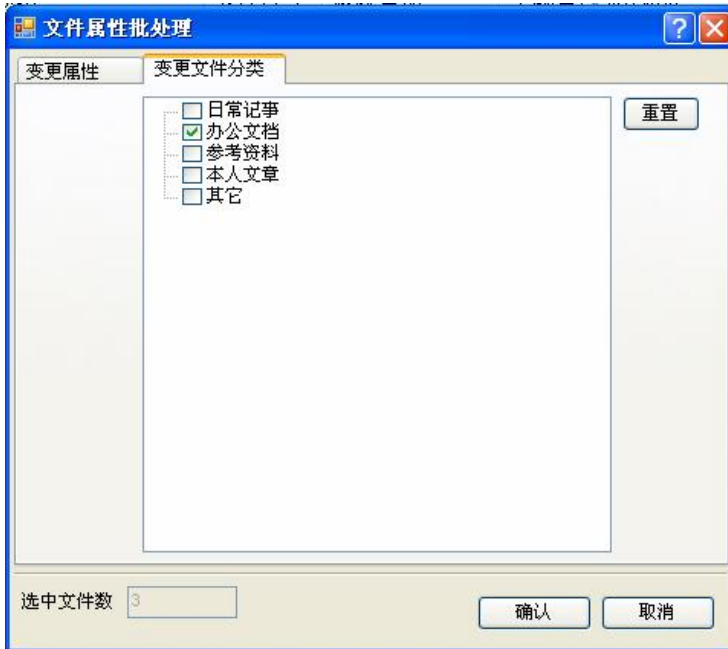 文件属性批处理
变更属性
变更文件分类
日常记事
办公文档
参考资料
本人文章
其它
重置
选中文件数 3
确认
取消